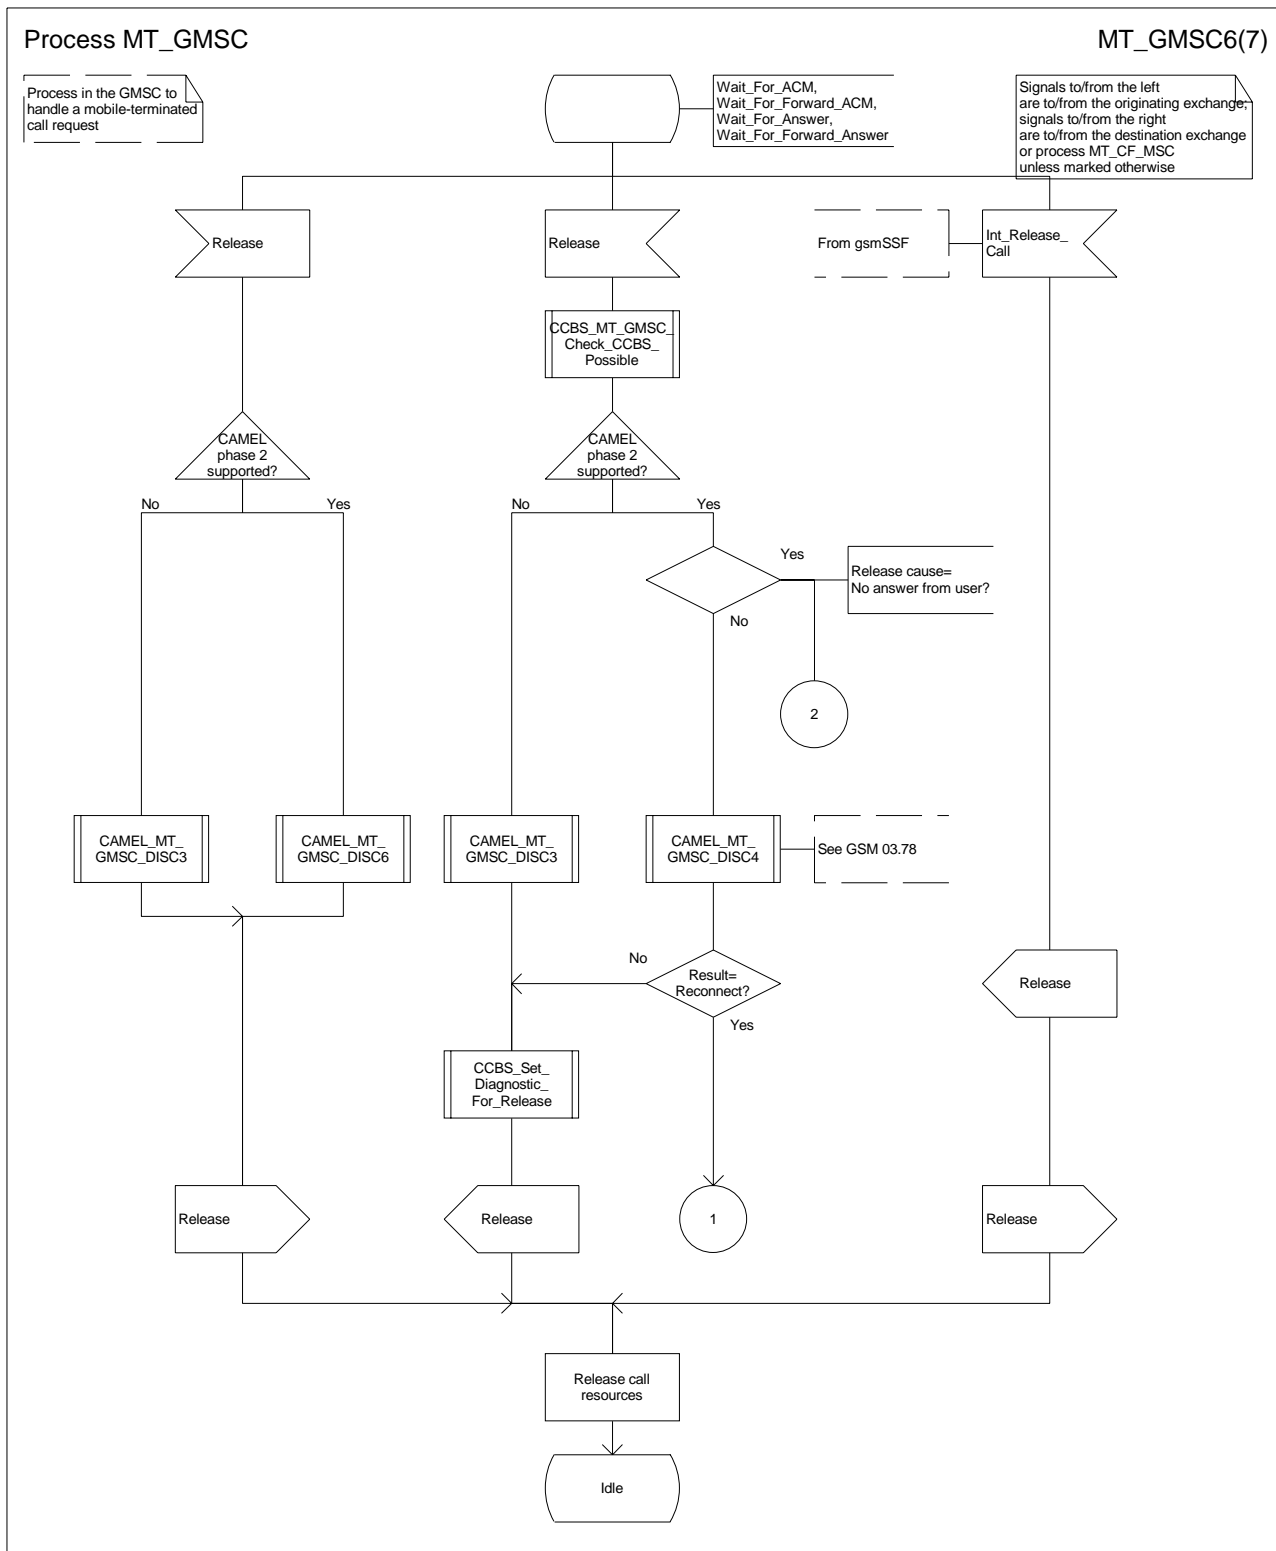 Process MT_GMSC
MT_GMSC6(7)
Process in the GMSC to
handle a mobile-terminated
call request
Wait_For_ACM,
Wait_For_Forward_ACM,
Wait_For_Answer,
Wait_For_Forward_Answer
Signals to/from the left
are to/from the originating exchange;
signals to/from the right
are to/from the destination exchange
or process MT_CF_MSC
unless marked otherwise
Release
Release
From gsmSSF
Int_Release_
Call
CCBS_MT_GMSC_
Check_CCBS_
Possible
CAMEL
phase 2
supported?
CAMEL
phase 2
supported?
No
Yes
No
Yes
Yes
Release cause=
No answer from user?
No
2
CAMEL_MT_
GMSC_DISC3
CAMEL_MT_
GMSC_DISC6
CAMEL_MT_
GMSC_DISC3
CAMEL_MT_
GMSC_DISC4
See GSM 03.78
No
Result=
Reconnect?
Yes
Release
CCBS_Set_
Diagnostic_
For_Release
Release
Release
1
Release
Release call
resources
Idle